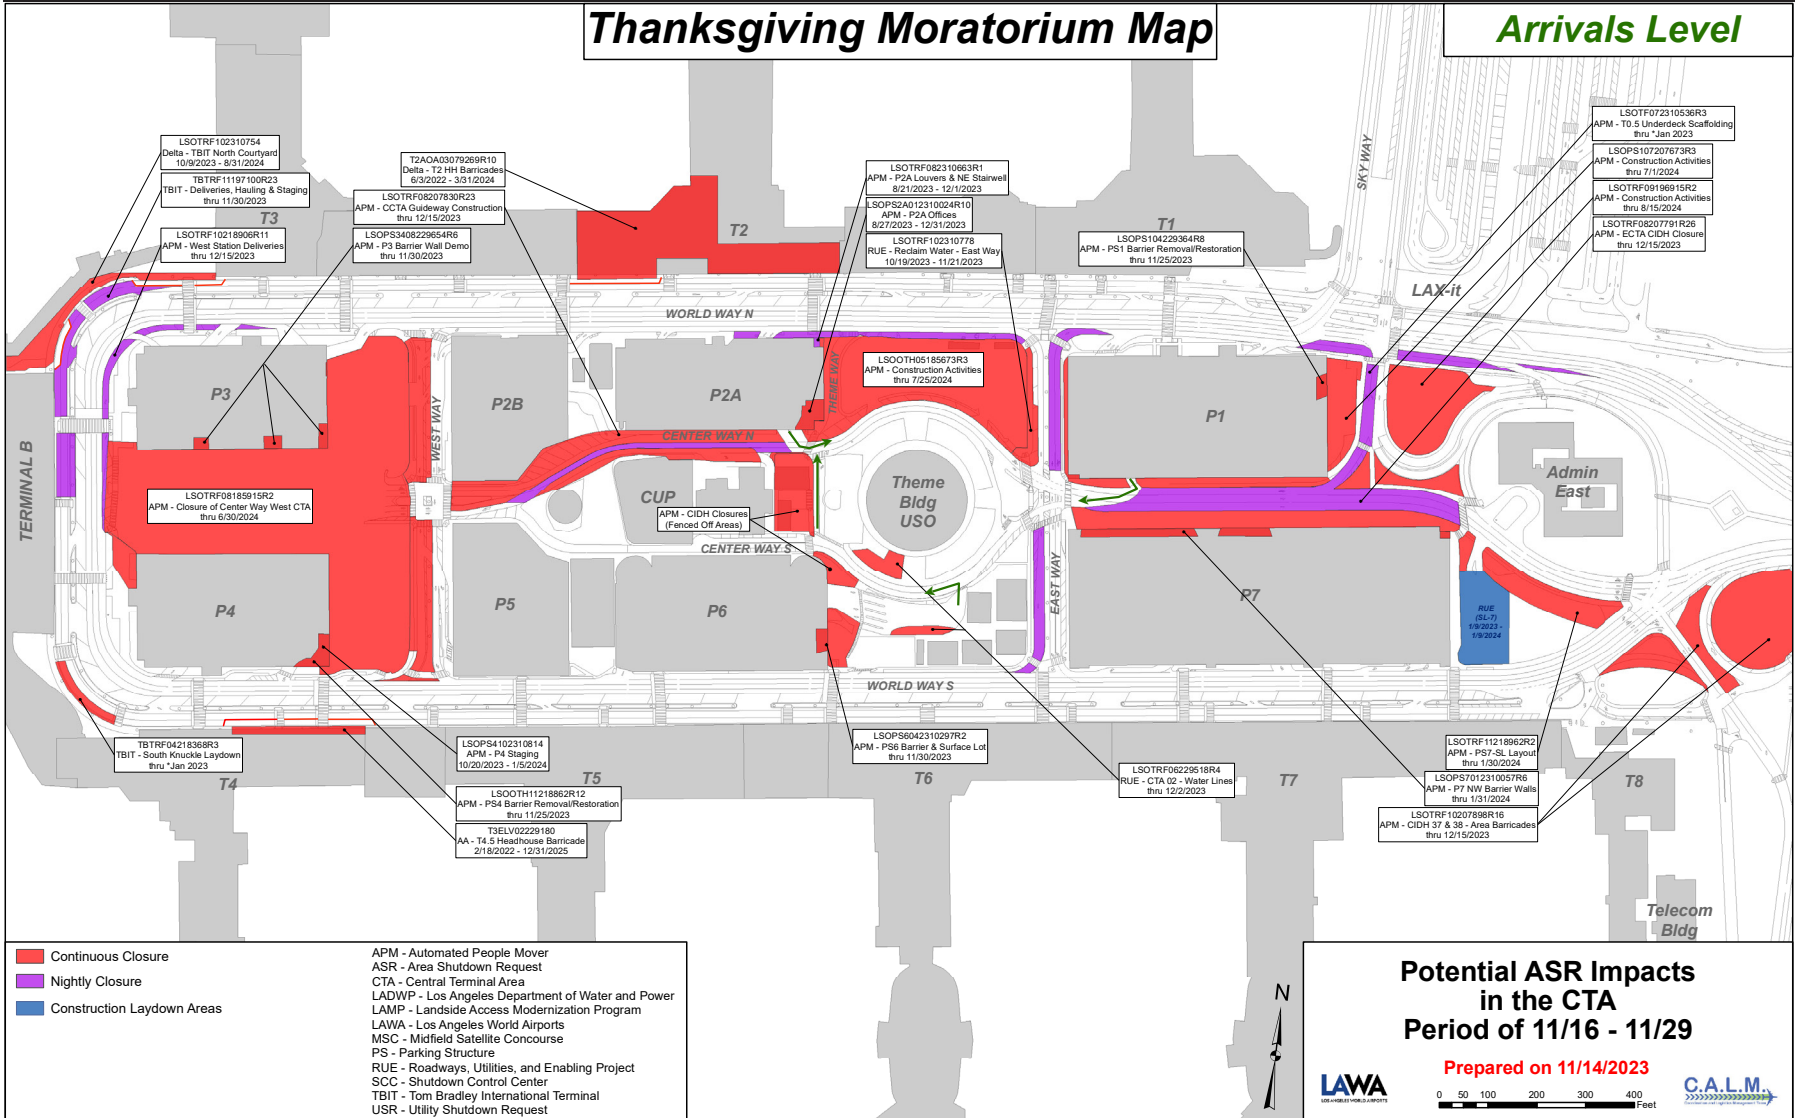 Thanksgiving Moratorium Map
Arrivals Level
LSOTRF102310754
Delta - TBIT North Courtyard
10/9/2023 - 8/31/2024
TBTRF11197100R23
TBIT - Deliveries, Hauling & Staging
thru 11/30/2023
LSOTRF10218906R11
APM - West Station Deliveries
thru 12/15/2023
T2AOA03079269R10
Delta - T2 HH Barricades
6/3/2022 - 3/31/2024
LSOTRF08207830R23
APM - CCTA Guideway Construction
thru 12/15/2023
LSOPS3408229654R6
APM - P3 Barrier Wall Demo
thru 11/30/2023
LSOTRF082310663R1
APM - P2A Louvers & NE Stairwell
8/21/2023 - 12/1/2023
LSOPS2A012310024R10
APM - P2A Offices
8/27/2023 - 12/31/2023
LSOTRF102310778
RUE - Reclaim Water - East Way
10/19/2023 - 11/21/2023
LSOPS104229364R8
APM - PS1 Barrier Removal/Restoration
thru 11/25/2023
LSOTF072310536R3
APM - T0.5 Underdeck Scaffolding
thru *Jan 2023
LSOPS107207673R3
APM - Construction Activities
thru 7/1/2024
LSOTRF09196915R2
APM - Construction Activities
thru 8/15/2024
LSOTRF08207791R26
APM - ECTA CIDH Closure
thru 12/15/2023
T3
T2
T1
SKY WAY
LAX-it
WORLD WAY N
P3
P2B
P2A
THEME WAY
LSOOTH05185673R3
APM - Construction Activities
thru 7/25/2024
P1
WEST WAY
CENTER WAY N
TERMINAL B
LSOTRF08185915R2
APM - Closure of Center Way West CTA
thru 6/30/2024
CUP
APM - CIDH Closures
(Fenced Off Areas)
Theme
Bldg
USO
Admin
East
CENTER WAY S
EAST WAY
P4
P5
P6
P7
RUE
(SL-7)
1/9/2023 -
1/9/2024
WORLD WAY S
TBTRF04218368R3
TBIT - South Knuckle Laydown
thru *Jan 2023
LSOPS4102310814
APM - P4 Staging
10/20/2023 - 1/5/2024
LSOOTH11218862R12
APM - PS4 Barrier Removal/Restoration
thru 11/25/2023
T3ELV02229180
AA - T4.5 Headhouse Barricade
2/18/2022 - 12/31/2025
LSOPS6042310297R2
APM - PS6 Barrier & Surface Lot
thru 11/30/2023
LSOTRF06229518R4
RUE - CTA 02 - Water Lines
thru 12/2/2023
LSOTRF11218962R2
APM - PS7-SL Layout
thru 1/30/2024
LSOPS7012310057R6
APM - P7 NW Barrier Walls
thru 1/31/2024
LSOTRF10207898R16
APM - CIDH 37 & 38 - Area Barricades
thru 12/15/2023
T4
T5
T6
T7
T8
Telecom
Bldg
Continuous Closure
Nightly Closure
Construction Laydown Areas
APM - Automated People Mover
ASR - Area Shutdown Request
CTA - Central Terminal Area
LADWP - Los Angeles Department of Water and Power
LAMP - Landside Access Modernization Program
LAWA - Los Angeles World Airports
MSC - Midfield Satellite Concourse
PS - Parking Structure
RUE - Roadways, Utilities, and Enabling Project
SCC - Shutdown Control Center
TBIT - Tom Bradley International Terminal
USR - Utility Shutdown Request
N
Potential ASR Impacts
in the CTA
Period of 11/16 - 11/29
Prepared on 11/14/2023
LAWA
LOS ANGELES WORLD AIRPORTS
0 50 100 200 300 400
Feet
C.A.L.M.